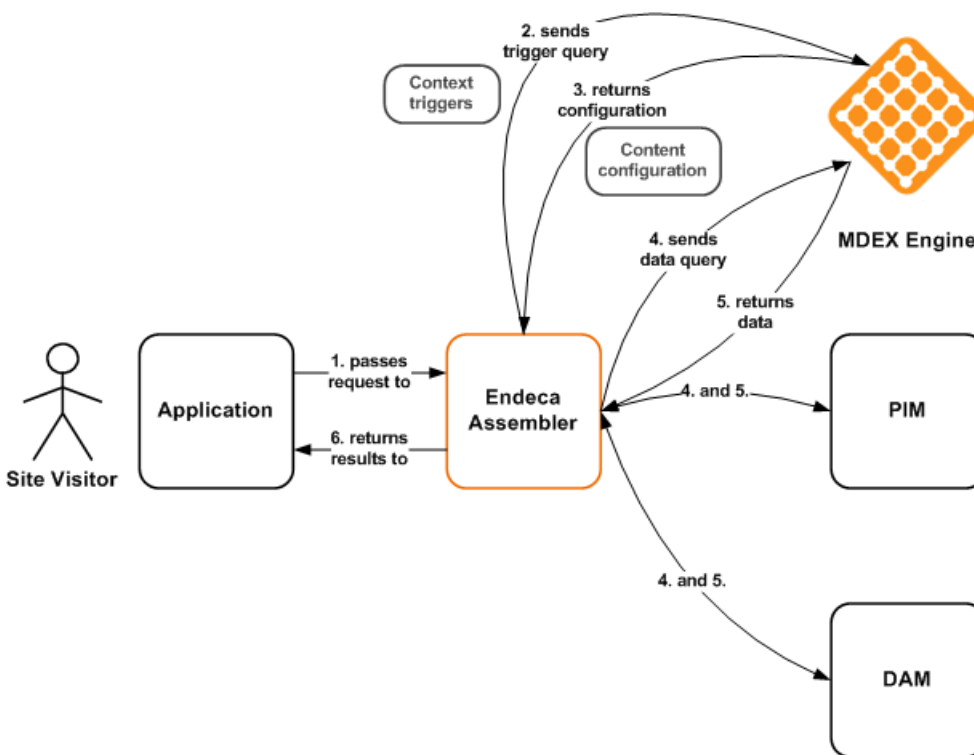 2. sends
trigger query
Context
triggers
3. returns
configuration
Content
configuration
MDEX Engine
4. sends
data query
5. returns
data
Site Visitor
Application
1. passes
request to
6. returns
results to
Endeca
Assembler
4. and 5.
PIM
4. and 5.
DAM